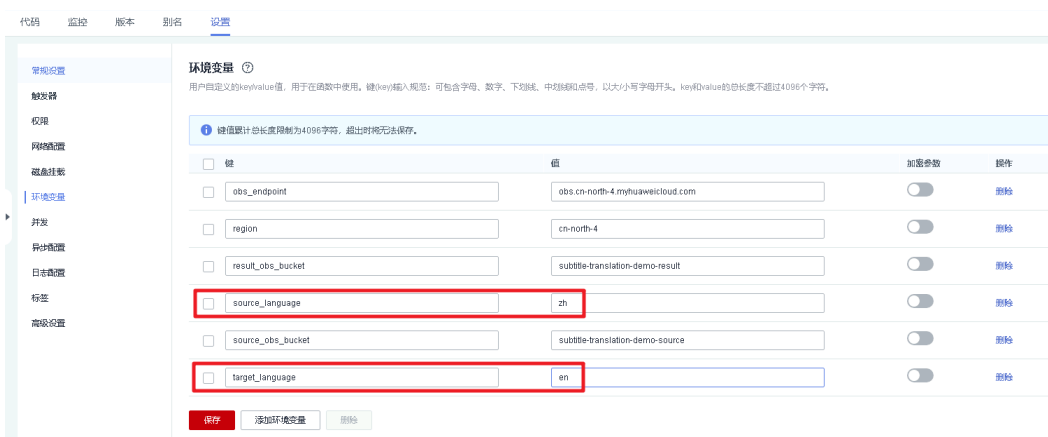 代码 监控 版本 别名 设置
常规设置
触发器
权限
网络配置
磁盘挂载
环境变量
并发
异步配置
日志配置
标签
高级设置
环境变量 ?
用户自定义的key/value值，用于在函数中使用。键(key)输入规范：可包含字母、数字、下划线、中划线和点号，以大/小写字母开头。key和value的总长度不超过4096个字符。
键值累计总长度限制为4096字符，超出时将无法保存。
键 值 加密参数 操作
obs_endpoint obs.cn-north-4.myhuaweicloud.com 删除
region cn-north-4 删除
result_obs_bucket subtitle-translation-demo-result 删除
source_language zh 删除
source_obs_bucket subtitle-translation-demo-source 删除
target_language en 删除
保存 添加环境变量 删除